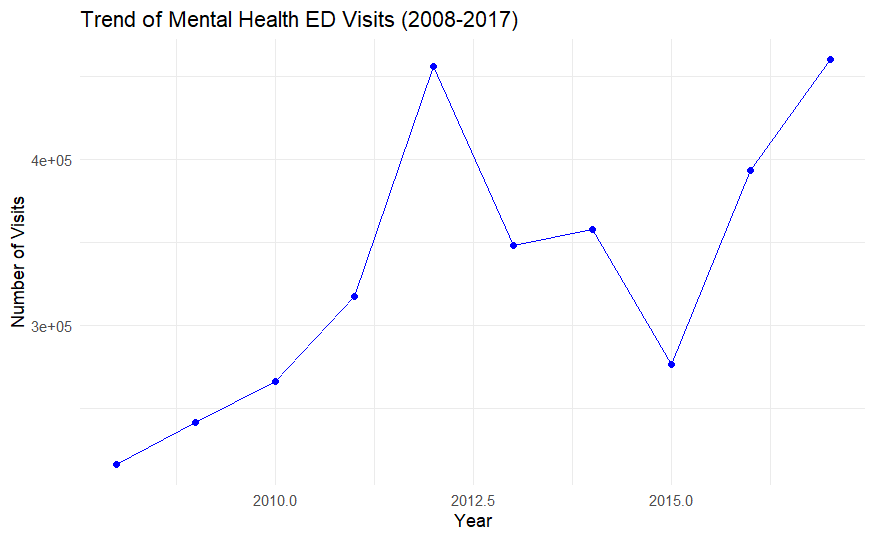 Trend of Mental Health ED Visits (2008-2017)
Number of Visits
4e+05
3e+05
2010.0 2012.5 2015.0
Year